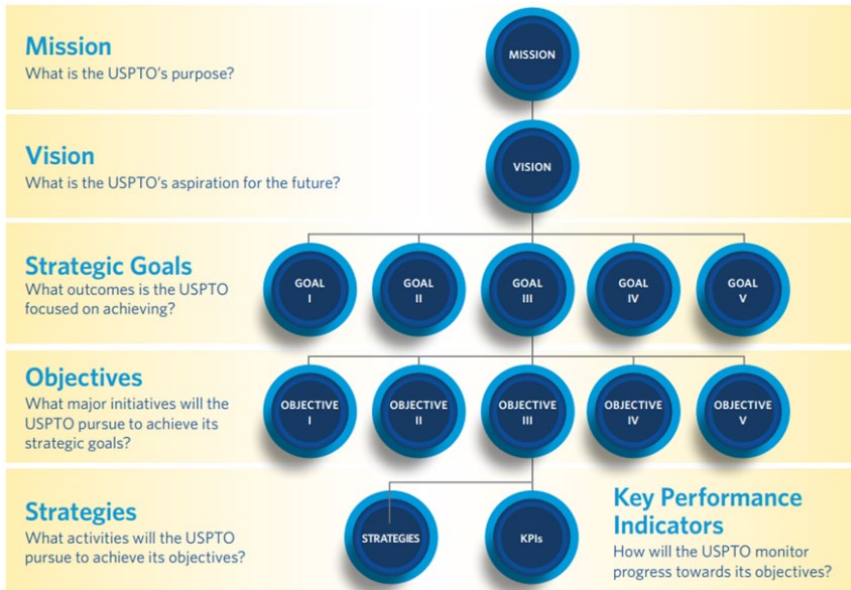 Mission
What is the USPTO's purpose?
MISSION
Vision
What is the USPTO's aspiration for the future?
VISION
Strategic Goals
What outcomes is the USPTO
focused on achieving?
GOAL
I
GOAL
II
GOAL
III
GOAL
IV
GOAL
V
Objectives
What major initiatives will the
USPTO pursue to achieve its
strategic goals?
OBJECTIVE
I
OBJECTIVE
II
OBJECTIVE
III
OBJECTIVE
IV
OBJECTIVE
V
Strategies
What activities will the USPTO
pursue to achieve its objectives?
STRATEGIES
KPIs
Key Performance
Indicators
How will the USPTO monitor
progress towards its objectives?